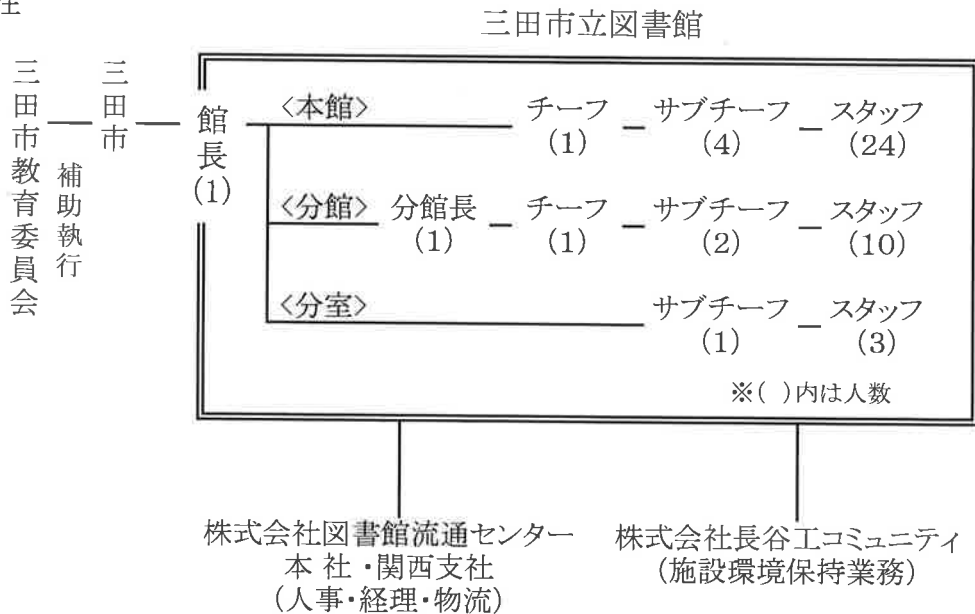 三田市立図書館
三田市教育委員会
補助執行
三田市
館長
(1)
<本館>
チーフ
(1)
サブチーフ
(4)
スタッフ
(24)
<分館>
分館長
(1)
チーフ
(1)
サブチーフ
(2)
スタッフ
(10)
<分室>
サブチーフ
(1)
スタッフ
(3)
※( )内は人数
株式会社図書館流通センター
本 社・関西支社
(人事・経理・物流)
株式会社長谷工コミュニティ
(施設環境保持業務)